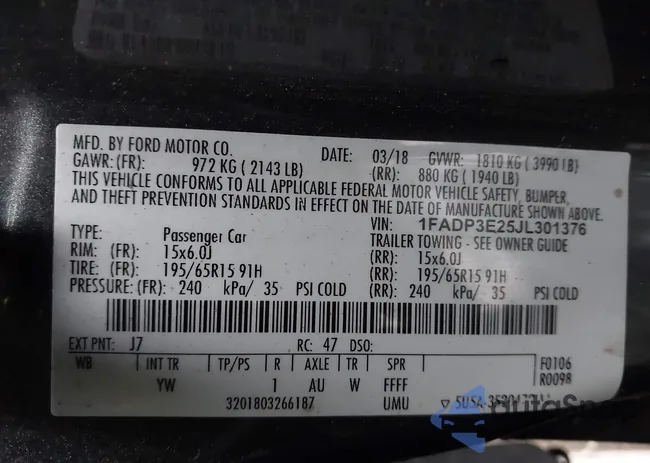 MFD. BY FORD MOTOR CO. DATE: 03/18 GVWR: 1810 KG ( 3990 LB)
GAWR: (FR): 972 KG ( 2143 LB) (RR): 880 KG ( 1940 LB)
THIS VEHICLE CONFORMS TO ALL APPLICABLE FEDERAL MOTOR VEHICLE SAFETY, BUMPER,
AND THEFT PREVENTION STANDARDS IN EFFECT ON THE DATE OF MANUFACTURE SHOWN ABOVE.
VIN: 1FADP3E25JL301376
TYPE: Passenger Car TRAILER TOWING - SEE OWNER GUIDE
RIM: (FR): 15x6.0J (RR): 15x6.0J
TIRE: (FR): 195/65R15 91H (RR): 195/65R15 91H
PRESSURE: (FR): 240 kPa/ 35 PSI COLD (RR): 240 kPa/ 35 PSI COLD
EXT PNT: J7 RC: 47 DSO:
WB INT TR TP/PS R AXLE TR SPR F0106
YW 1 AU W FFFF R0098
3201803266187 UMU